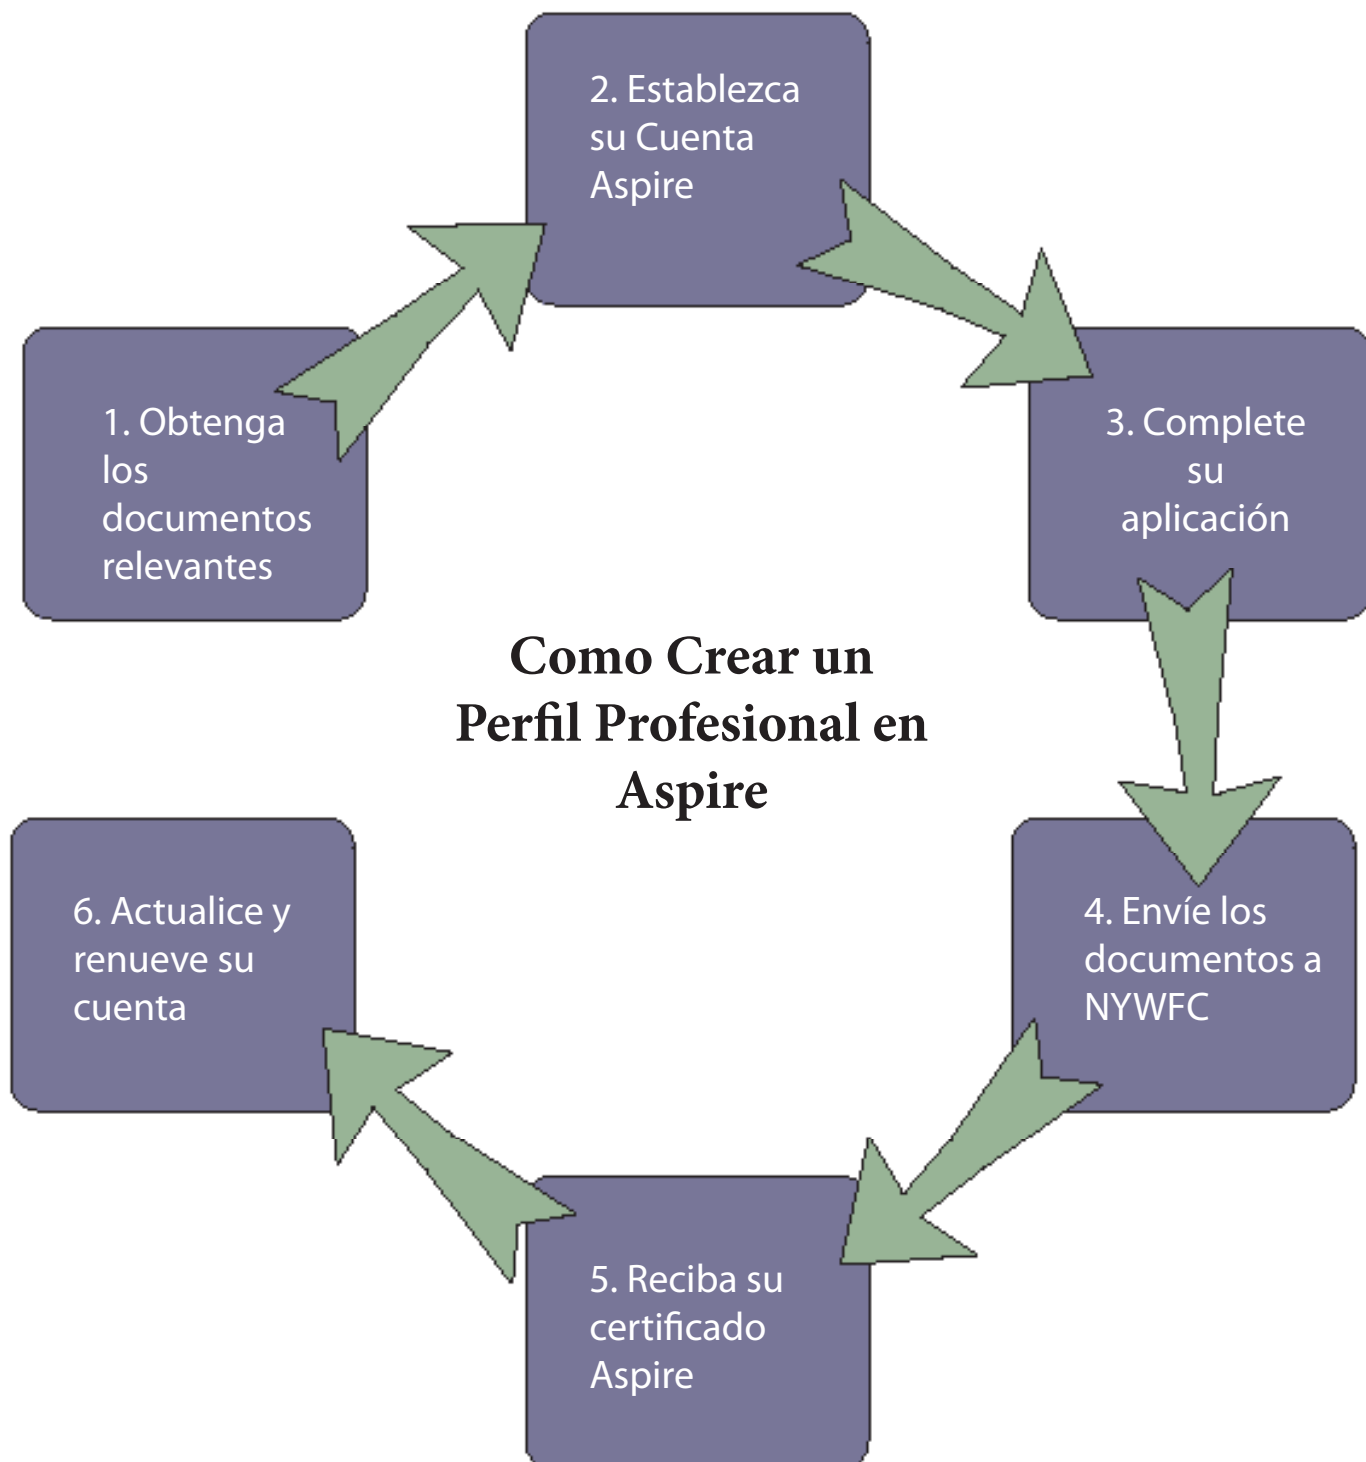 2. Establezca
su Cuenta
Aspire
1. Obtenga
los
documentos
relevantes
3. Complete
su
aplicación
Como Crear un
Perfil Profesional en
Aspire
6. Actualice y
renueve su
cuenta
4. Envíe los
documentos a
NYWFC
5. Reciba su
certificado
Aspire